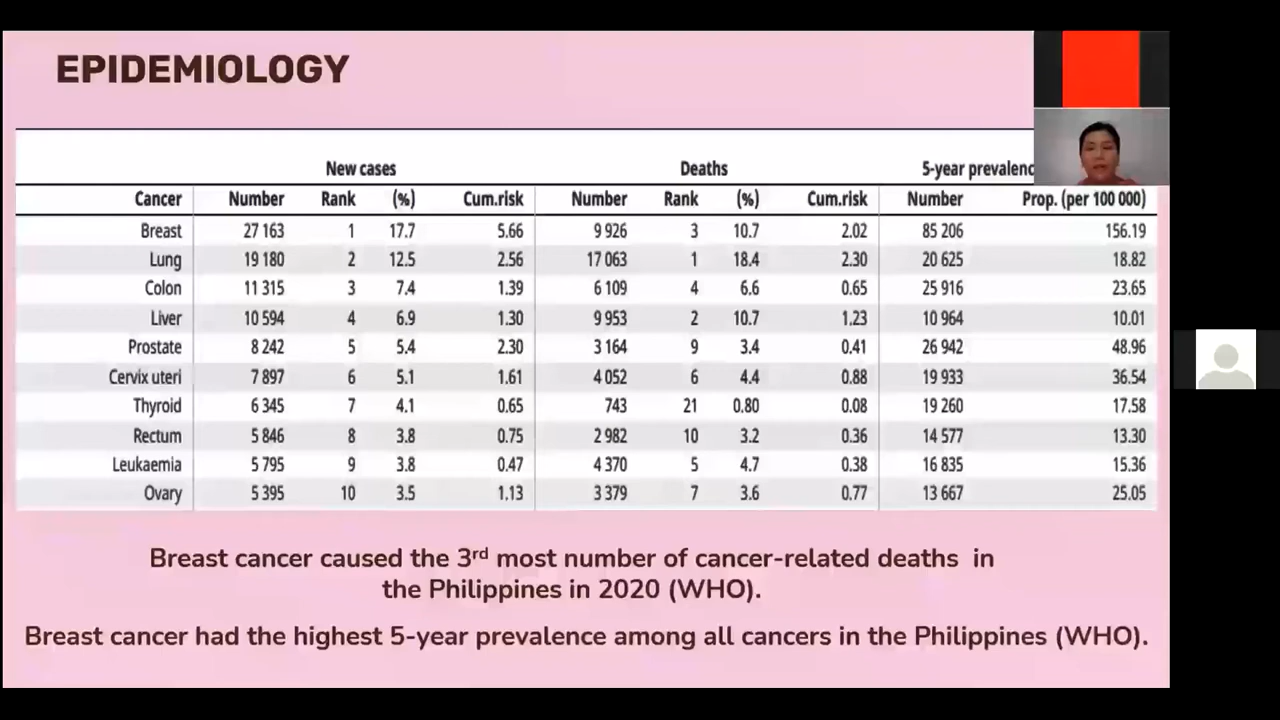 EPIDEMIOLOGY
New cases Deaths 5-year prevalenc
Cancer Number Rank (%) Cum.risk Number Rank (%) Cum.risk Number Prop. (per 100 000)
Breast 27 163 1 17.7 5.66 9 926 3 10.7 2.02 85 206 156.19
Lung 19 180 2 12.5 2.56 17 063 1 18.4 2.30 20 625 18.82
Colon 11 315 3 7.4 1.39 6 109 4 6.6 0.65 25 916 23.65
Liver 10 594 4 6.9 1.30 9 953 2 10.7 1.23 10 964 10.01
Prostate 8 242 5 5.4 2.30 3 164 9 3.4 0.41 26 942 48.96
Cervix uteri 7 897 6 5.1 1.61 4 052 6 4.4 0.88 19 933 36.54
Thyroid 6 345 7 4.1 0.65 743 21 0.80 0.08 19 260 17.58
Rectum 5 846 8 3.8 0.75 2 982 10 3.2 0.36 14 577 13.30
Leukaemia 5 795 9 3.8 0.47 4 370 5 4.7 0.38 16 835 15.36
Ovary 5 395 10 3.5 1.13 3 379 7 3.6 0.77 13 667 25.05
Breast cancer caused the 3rd most number of cancer-related deaths in
the Philippines in 2020 (WHO).
Breast cancer had the highest 5-year prevalence among all cancers in the Philippines (WHO).